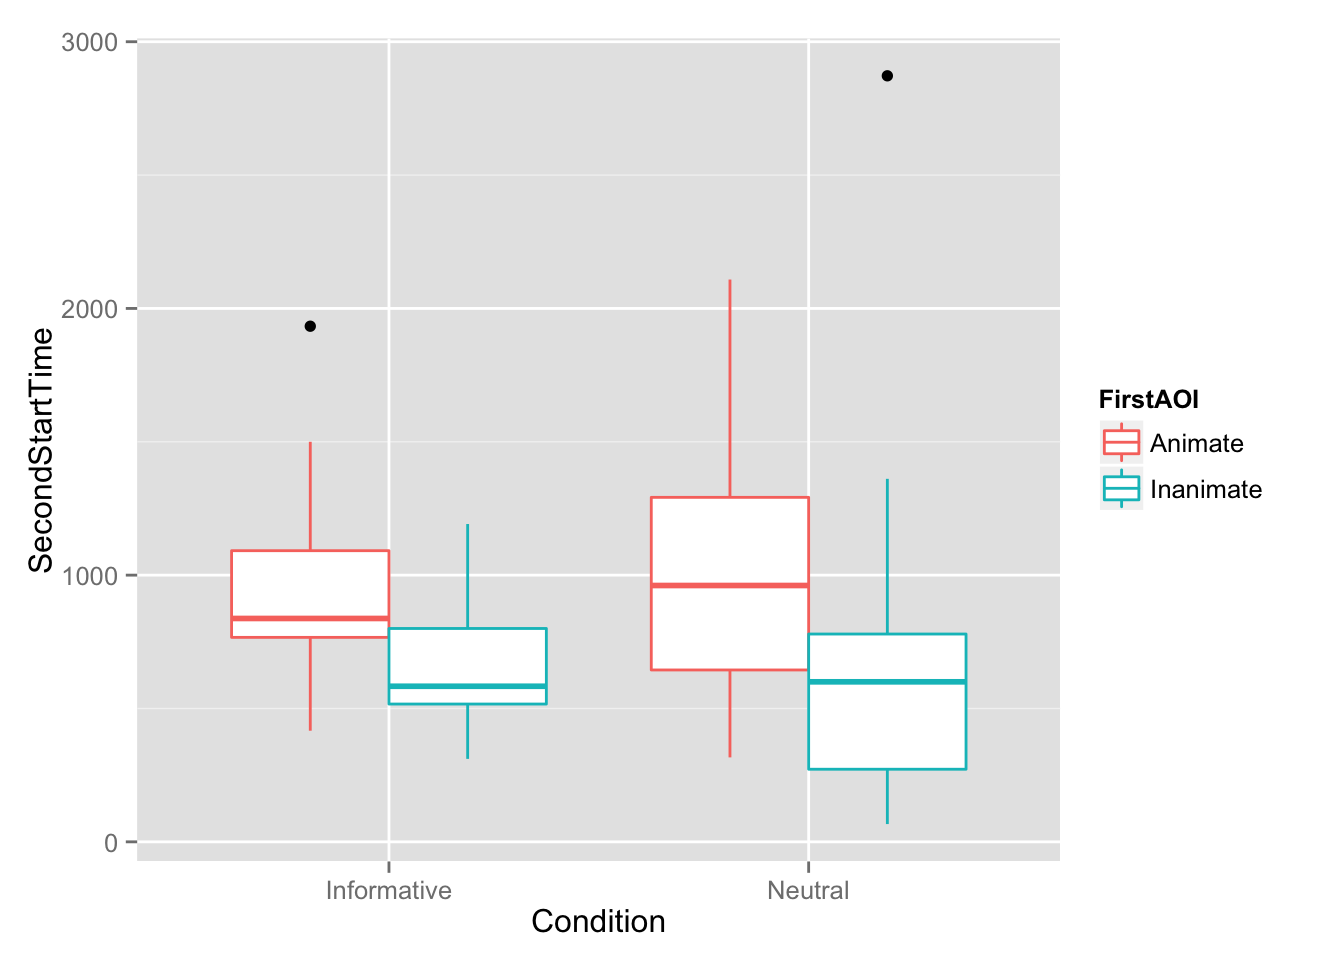 3000
2000
1000
0
SecondStartTime
Informative
Neutral
Condition
FirstAOI
Animate
Inanimate